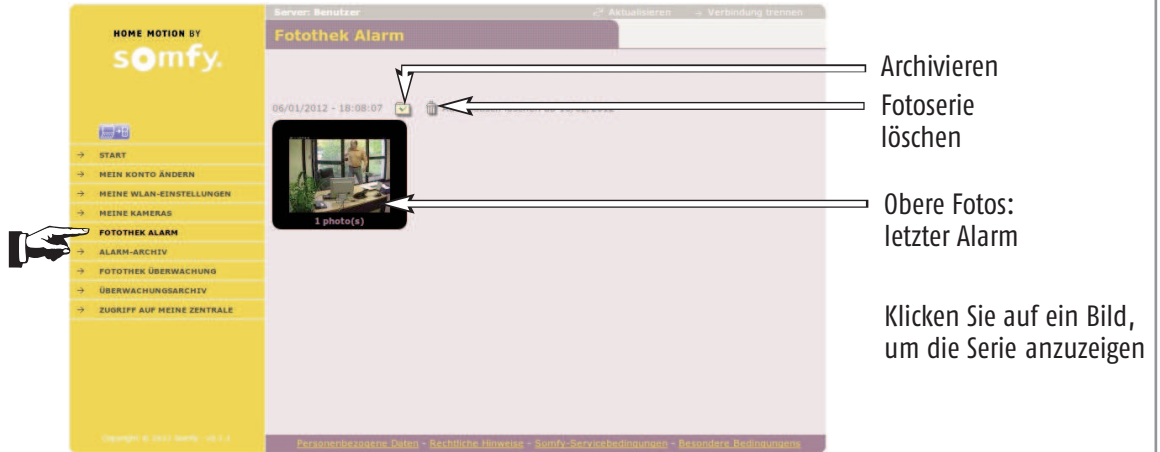 Server: Benutzer
Aktualisieren
Verbindung trennen
HOME MOTION BY
somfy.
Fotothek Alarm
06/01/2012 - 18:08:07
1 photo(s)
START
MEIN KONTO ÄNDERN
MEINE WLAN-EINSTELLUNGEN
MEINE KAMERAS
FOTOTHEK ALARM
ALARM-ARCHIV
FOTOTHEK ÜBERWACHUNG
ÜBERWACHUNGSARCHIV
ZUGRIFF AUF MEINE ZENTRALE
Personenbezogene Daten - Rechtliche Hinweise - Somfy-Servicebedingungen - Besondere Bedingungens
Archivieren
Fotoserie
löschen
Obere Fotos:
letzter Alarm
Klicken Sie auf ein Bild,
um die Serie anzuzeigen